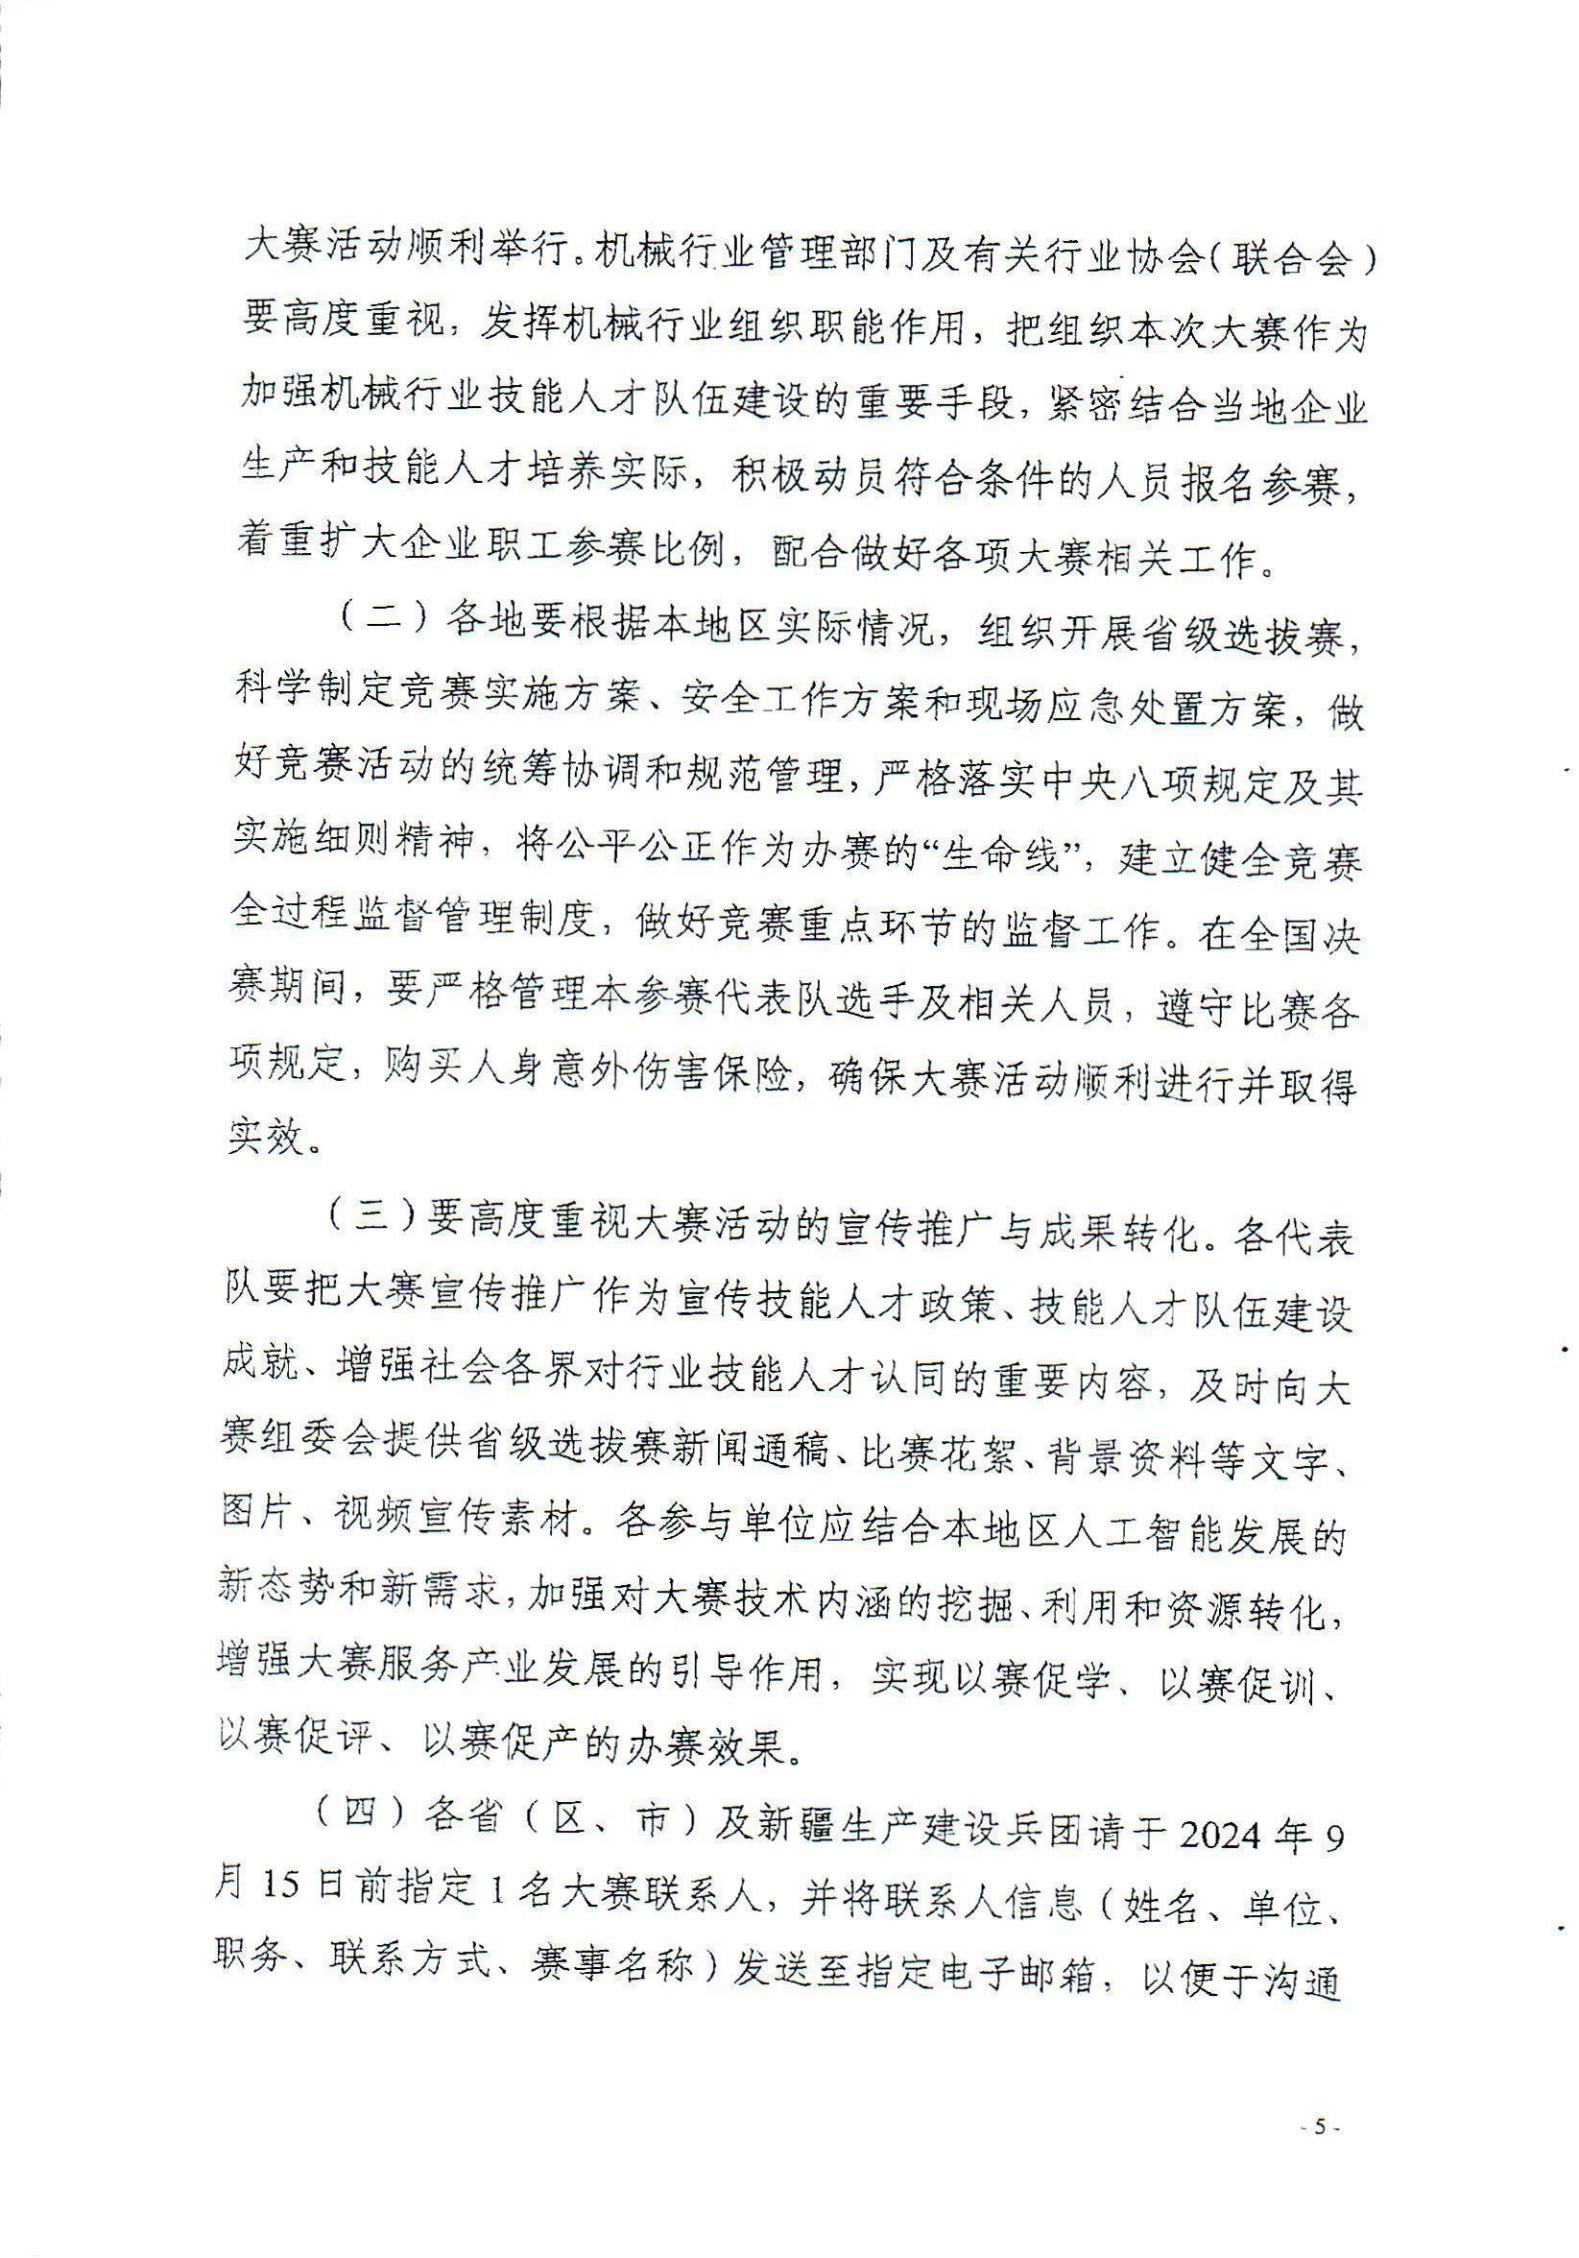 大赛活动顺利举行。机械行业管理部门及有关行业协会（联合会）
要高度重视，发挥机械行业组织职能作用，把组织本次大赛作为
加强机械行业技能人才队伍建设的重要手段，紧密结合当地企业
生产和技能人才培养实际，积极动员符合条件的人员报名参赛，
着重扩大企业职工参赛比例，配合做好各项大赛相关工作。
（二）各地要根据本地区实际情况，组织开展省级选拔赛，
科学制定竞赛实施方案、安全工作方案和现场应急处置方案，做
好竞赛活动的统筹协调和规范管理，严格落实中央八项规定及其
实施细则精神，将公平公正作为办赛的“生命线”，建立健全竞赛
全过程监督管理制度，做好竞赛重点环节的监督工作。在全国决
赛期间，要严格管理本参赛代表队选手及相关人员，遵守比赛各
项规定，购买人身意外伤害保险，确保大赛活动顺利进行并取得
实效。
（三）要高度重视大赛活动的宣传推广与成果转化。各代表
队要把大赛宣传推广作为宣传技能人才政策、技能人才队伍建设
成就、增强社会各界对行业技能人才认同的重要内容，及时向大
赛组委会提供省级选拔赛新闻通稿、比赛花絮、背景资料等文字、
图片、视频宣传素材。各参与单位应结合本地区人工智能发展的
新态势和新需求，加强对大赛技术内涵的挖掘、利用和资源转化，
增强大赛服务产业发展的引导作用，实现以赛促学、以赛促训、
以赛促评、以赛促产的办赛效果。
（四）各省（区、市）及新疆生产建设兵团请于 2024 年 9
月 15 日前指定 1 名大赛联系人，并将联系人信息（姓名、单位、
职务、联系方式、赛事名称）发送至指定电子邮箱，以便于沟通
- 5 -